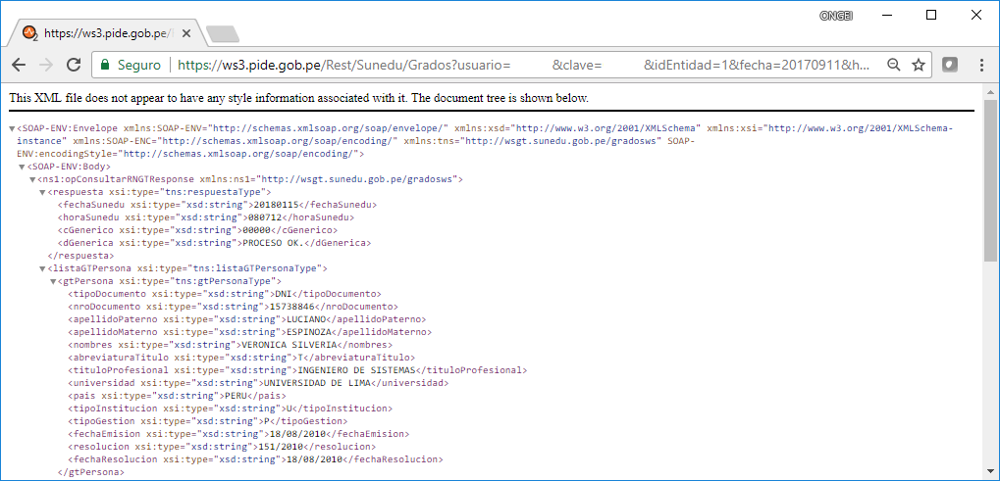 ONGEI
https://ws3.pide.gob.pe/
Seguro https://ws3.pide.gob.pe/Rest/Sunedu/Grados?usuario= &clave= &idEntidad=1&fecha=20170911&h...
This XML file does not appear to have any style information associated with it. The document tree is shown below.
▼<SOAP-ENV:Envelope xmlns:SOAP-ENV="http://schemas.xmlsoap.org/soap/envelope/" xmlns:xsd="http://www.w3.org/2001/XMLSchema" xmlns:xsi="http://www.w3.org/2001/XMLSchema-
instance" xmlns:SOAP-ENC="http://schemas.xmlsoap.org/soap/encoding/" xmlns:tns="http://wsgt.sunedu.gob.pe/gradosws" SOAP-
ENV:encodingStyle="http://schemas.xmlsoap.org/soap/encoding/">
▼<SOAP-ENV:Body>
▼<ns1:opConsultarRNGTResponse xmlns:ns1="http://wsgt.sunedu.gob.pe/gradosws">
▼<respuesta xsi:type="tns:respuestaType">
<fechaSunedu xsi:type="xsd:string">20180115</fechaSunedu>
<horaSunedu xsi:type="xsd:string">080712</horaSunedu>
<cGenerico xsi:type="xsd:string">00000</cGenerico>
<dGenerica xsi:type="xsd:string">PROCESO OK.</dGenerica>
</respuesta>
▼<listaGTPersona xsi:type="tns:listaGTPersonaType">
▼<gtPersona xsi:type="tns:gtPersonaType">
<tipoDocumento xsi:type="xsd:string">DNI</tipoDocumento>
<nroDocumento xsi:type="xsd:string">15738846</nroDocumento>
<apellidoPaterno xsi:type="xsd:string">LUCIANO</apellidoPaterno>
<apellidoMaterno xsi:type="xsd:string">ESPINOZA</apellidoMaterno>
<nombres xsi:type="xsd:string">VERONICA SILVERIA</nombres>
<abreviaturaTitulo xsi:type="xsd:string">T</abreviaturaTitulo>
<tituloProfesional xsi:type="xsd:string">INGENIERO DE SISTEMAS</tituloProfesional>
<universidad xsi:type="xsd:string">UNIVERSIDAD DE LIMA</universidad>
<pais xsi:type="xsd:string">PERU</pais>
<tipoInstitucion xsi:type="xsd:string">U</tipoInstitucion>
<tipoGestion xsi:type="xsd:string">P</tipoGestion>
<fechaEmision xsi:type="xsd:string">18/08/2010</fechaEmision>
<resolucion xsi:type="xsd:string">151/2010</resolucion>
<fechaResolucion xsi:type="xsd:string">18/08/2010</fechaResolucion>
</gtPersona>